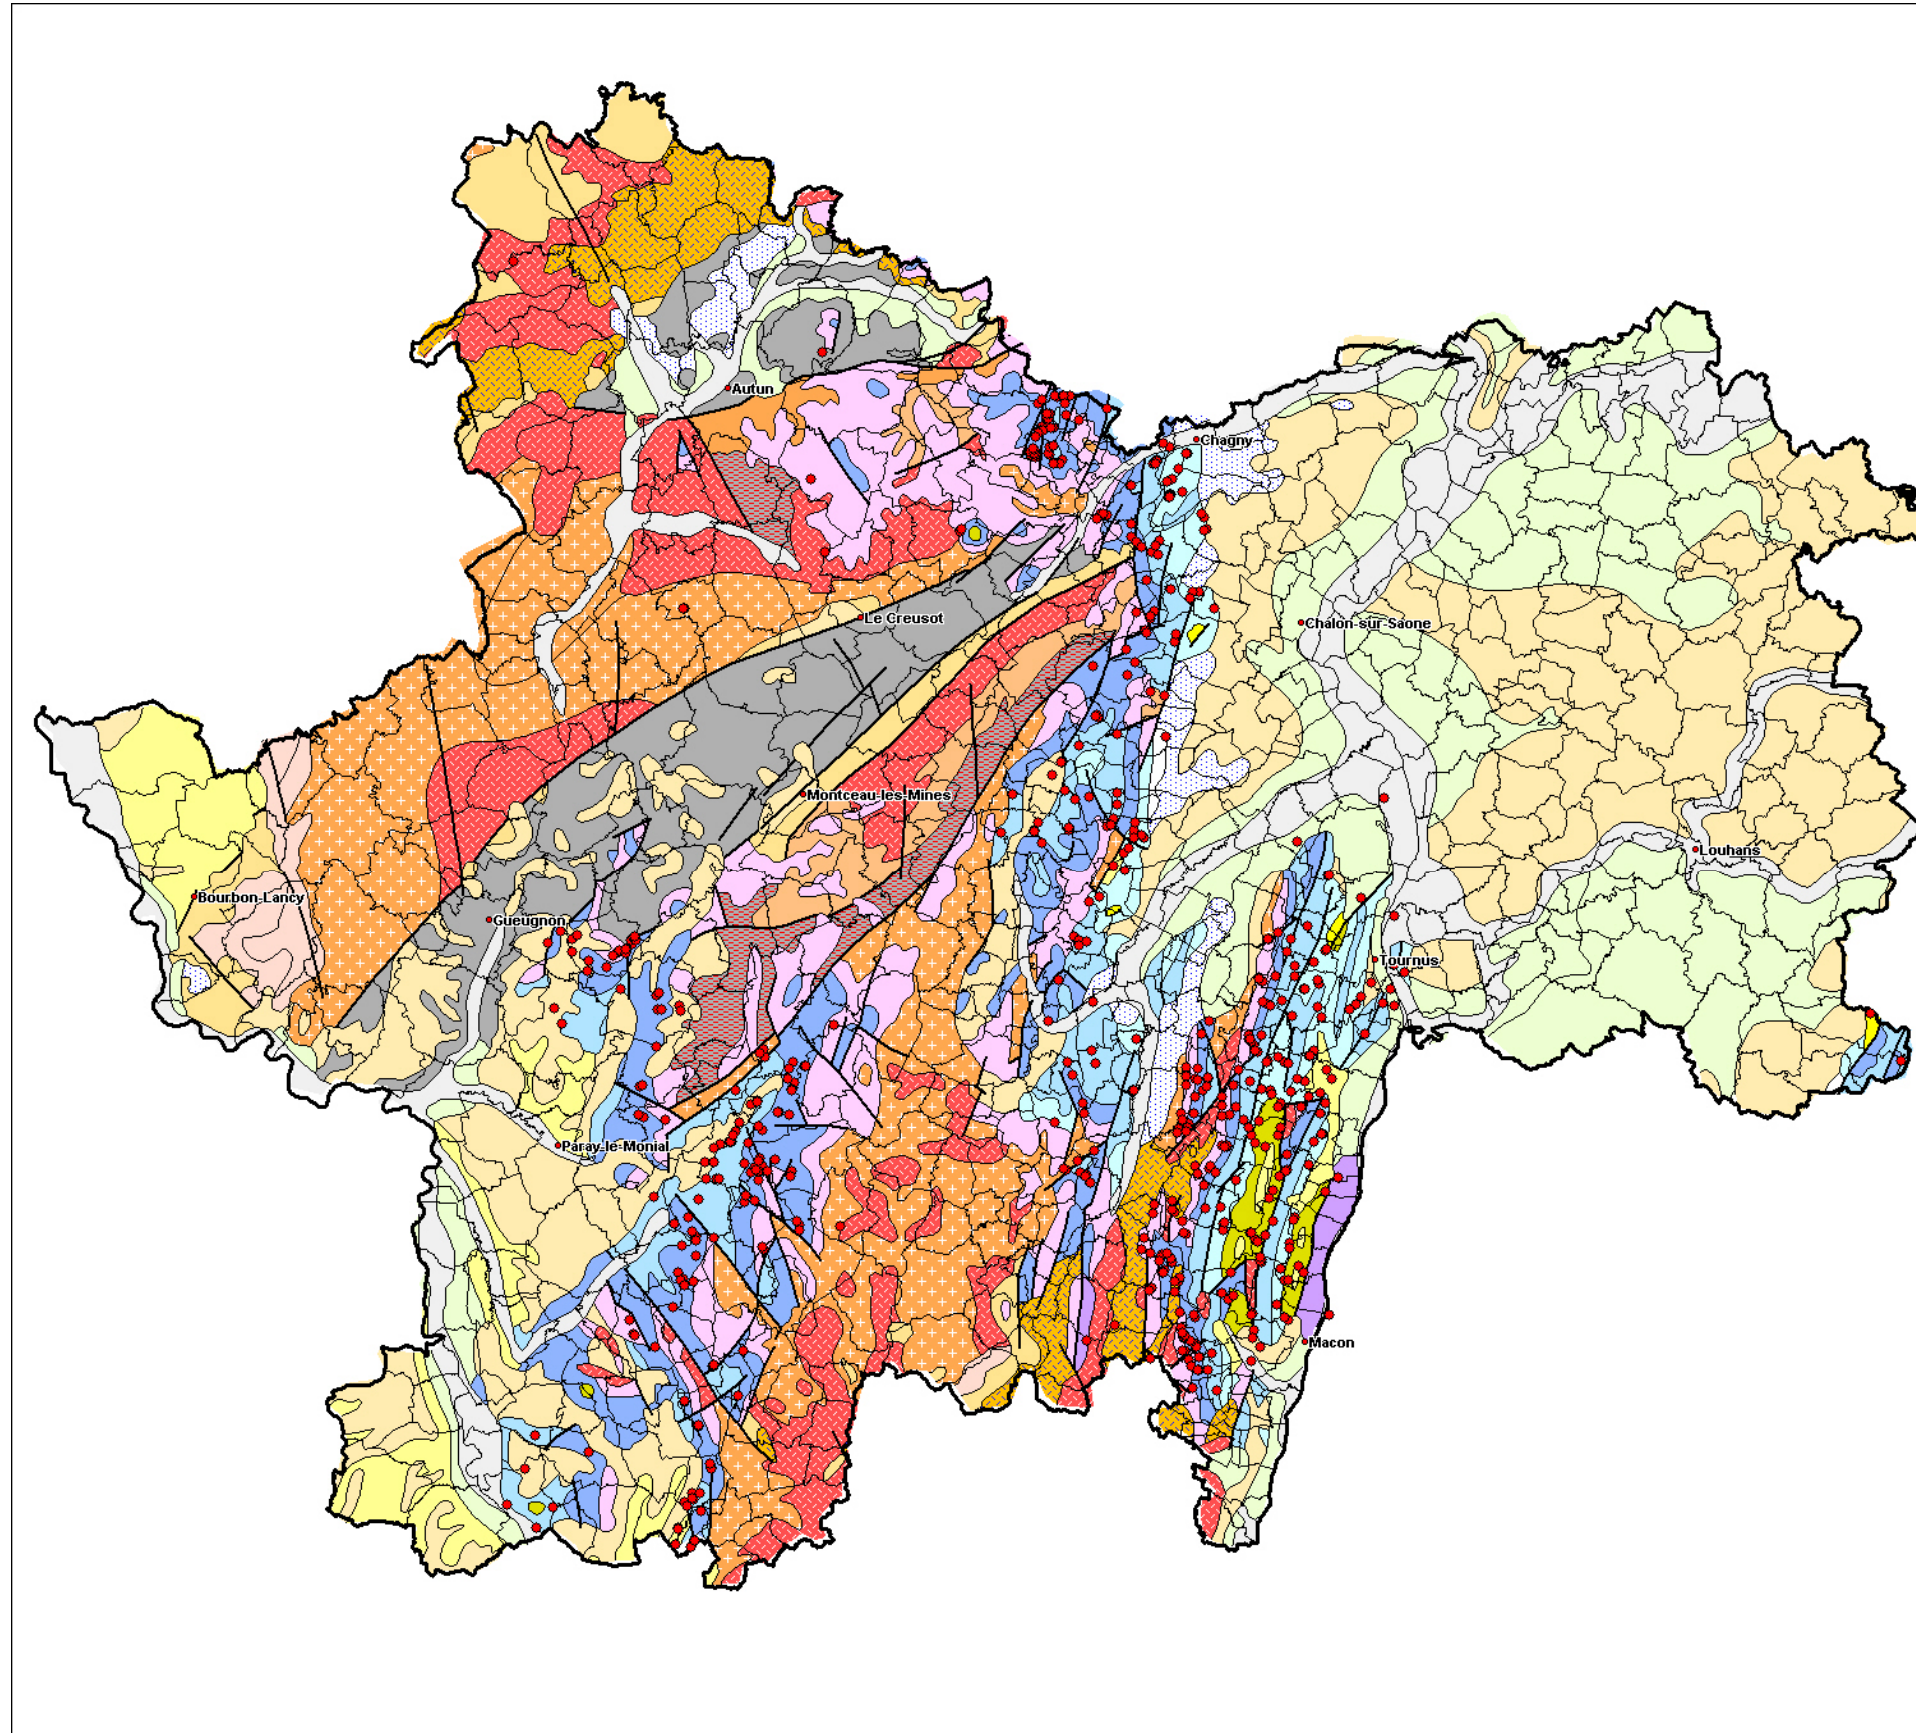 Autun
Chagny
Le Creusot
Chalon-sur-Saone
Montceau-les-Mines
Louhans
Bourbon-Lancy
Gueugnon
Tournus
Paray-le-Monial
Macon